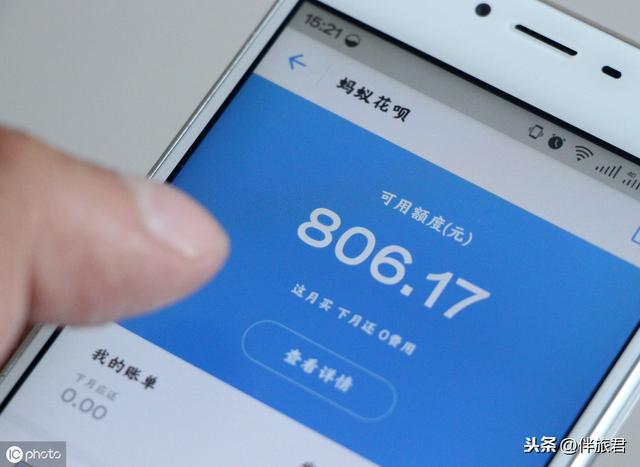 15:21
蚂蚁花呗
4G
可用额度(元)
806.17
这月买 下月还 0费用
查看详情
我的账单
下月应还
0.00
IC photo
头条 @伴旅君